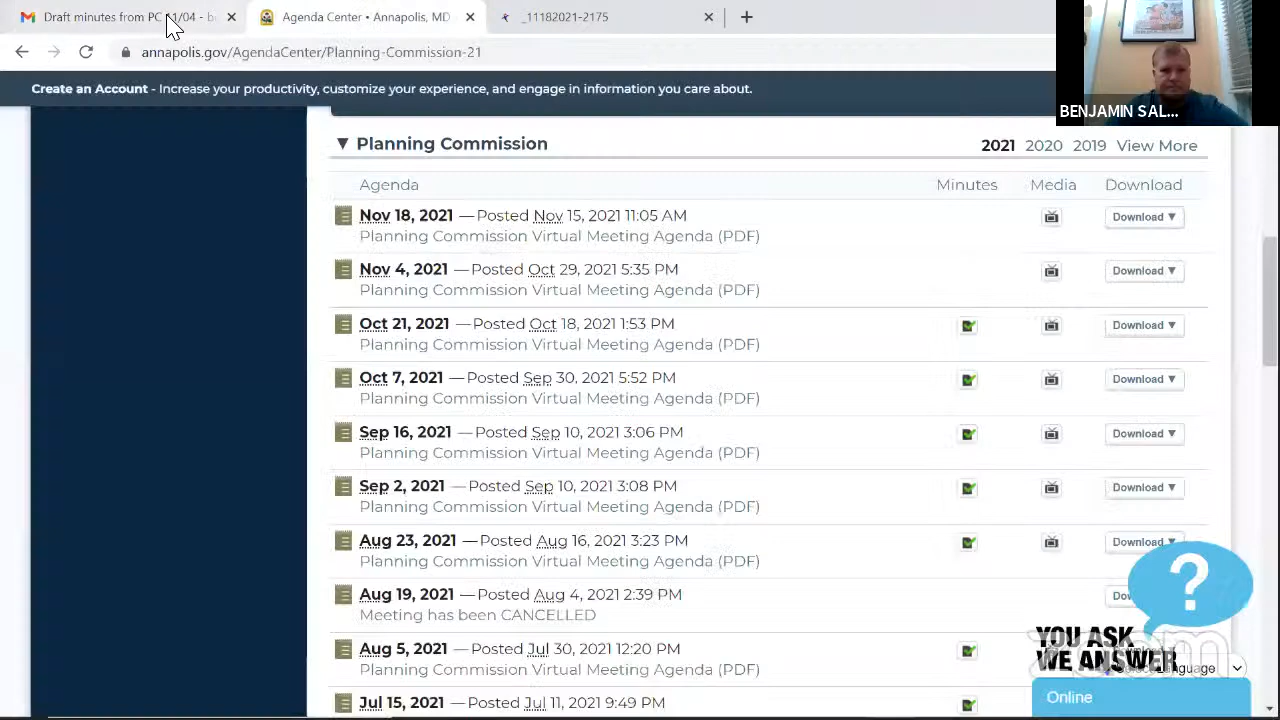 Draft minutes from PC 11/04 - b
Agenda Center • Annapolis, MD
_11182021-2175
annapolis.gov/AgendaCenter/Planning-Commission-21
Create an Account - Increase your productivity, customize your experience, and engage in information you care about.
BENJAMIN SAL...
▼ Planning Commission
2021 2020 2019 View More
Agenda Minutes Media Download
Nov 18, 2021 — Posted Nov 15, 2021 11:05 AM
Download ▼
Planning Commission Virtual Meeting Agenda (PDF)
Nov 4, 2021 — Posted Oct 29, 2021 5:35 PM
Download ▼
Planning Commission Virtual Meeting Agenda (PDF)
Oct 21, 2021 — Posted Oct 18, 2021 1:53 PM
Download ▼
Planning Commission Virtual Meeting Agenda (PDF)
Oct 7, 2021 — Posted Sep 30, 2021 5:52 PM
Download ▼
Planning Commission Virtual Meeting Agenda (PDF)
Sep 16, 2021 — Posted Sep 10, 2021 3:06 PM
Download ▼
Planning Commission Virtual Meeting Agenda (PDF)
Sep 2, 2021 — Posted Sep 10, 2021 3:08 PM
Download ▼
Planning Commission Virtual Meeting Agenda (PDF)
Aug 23, 2021 — Posted Aug 16, 2021 3:23 PM
Download ▼
Planning Commission Virtual Meeting Agenda (PDF)
Aug 19, 2021 — Posted Aug 4, 2021 2:39 PM
Dow
Meeting has been CANCELLED
Aug 5, 2021 — Posted Jul 30, 2021 12:20 PM
Planning Commission Virtual Meeting Agenda (PDF)
Jul 15, 2021 — Posted Jul 11, 2021
PM
?
YOU ASK
WE ANSWER
Language
Online